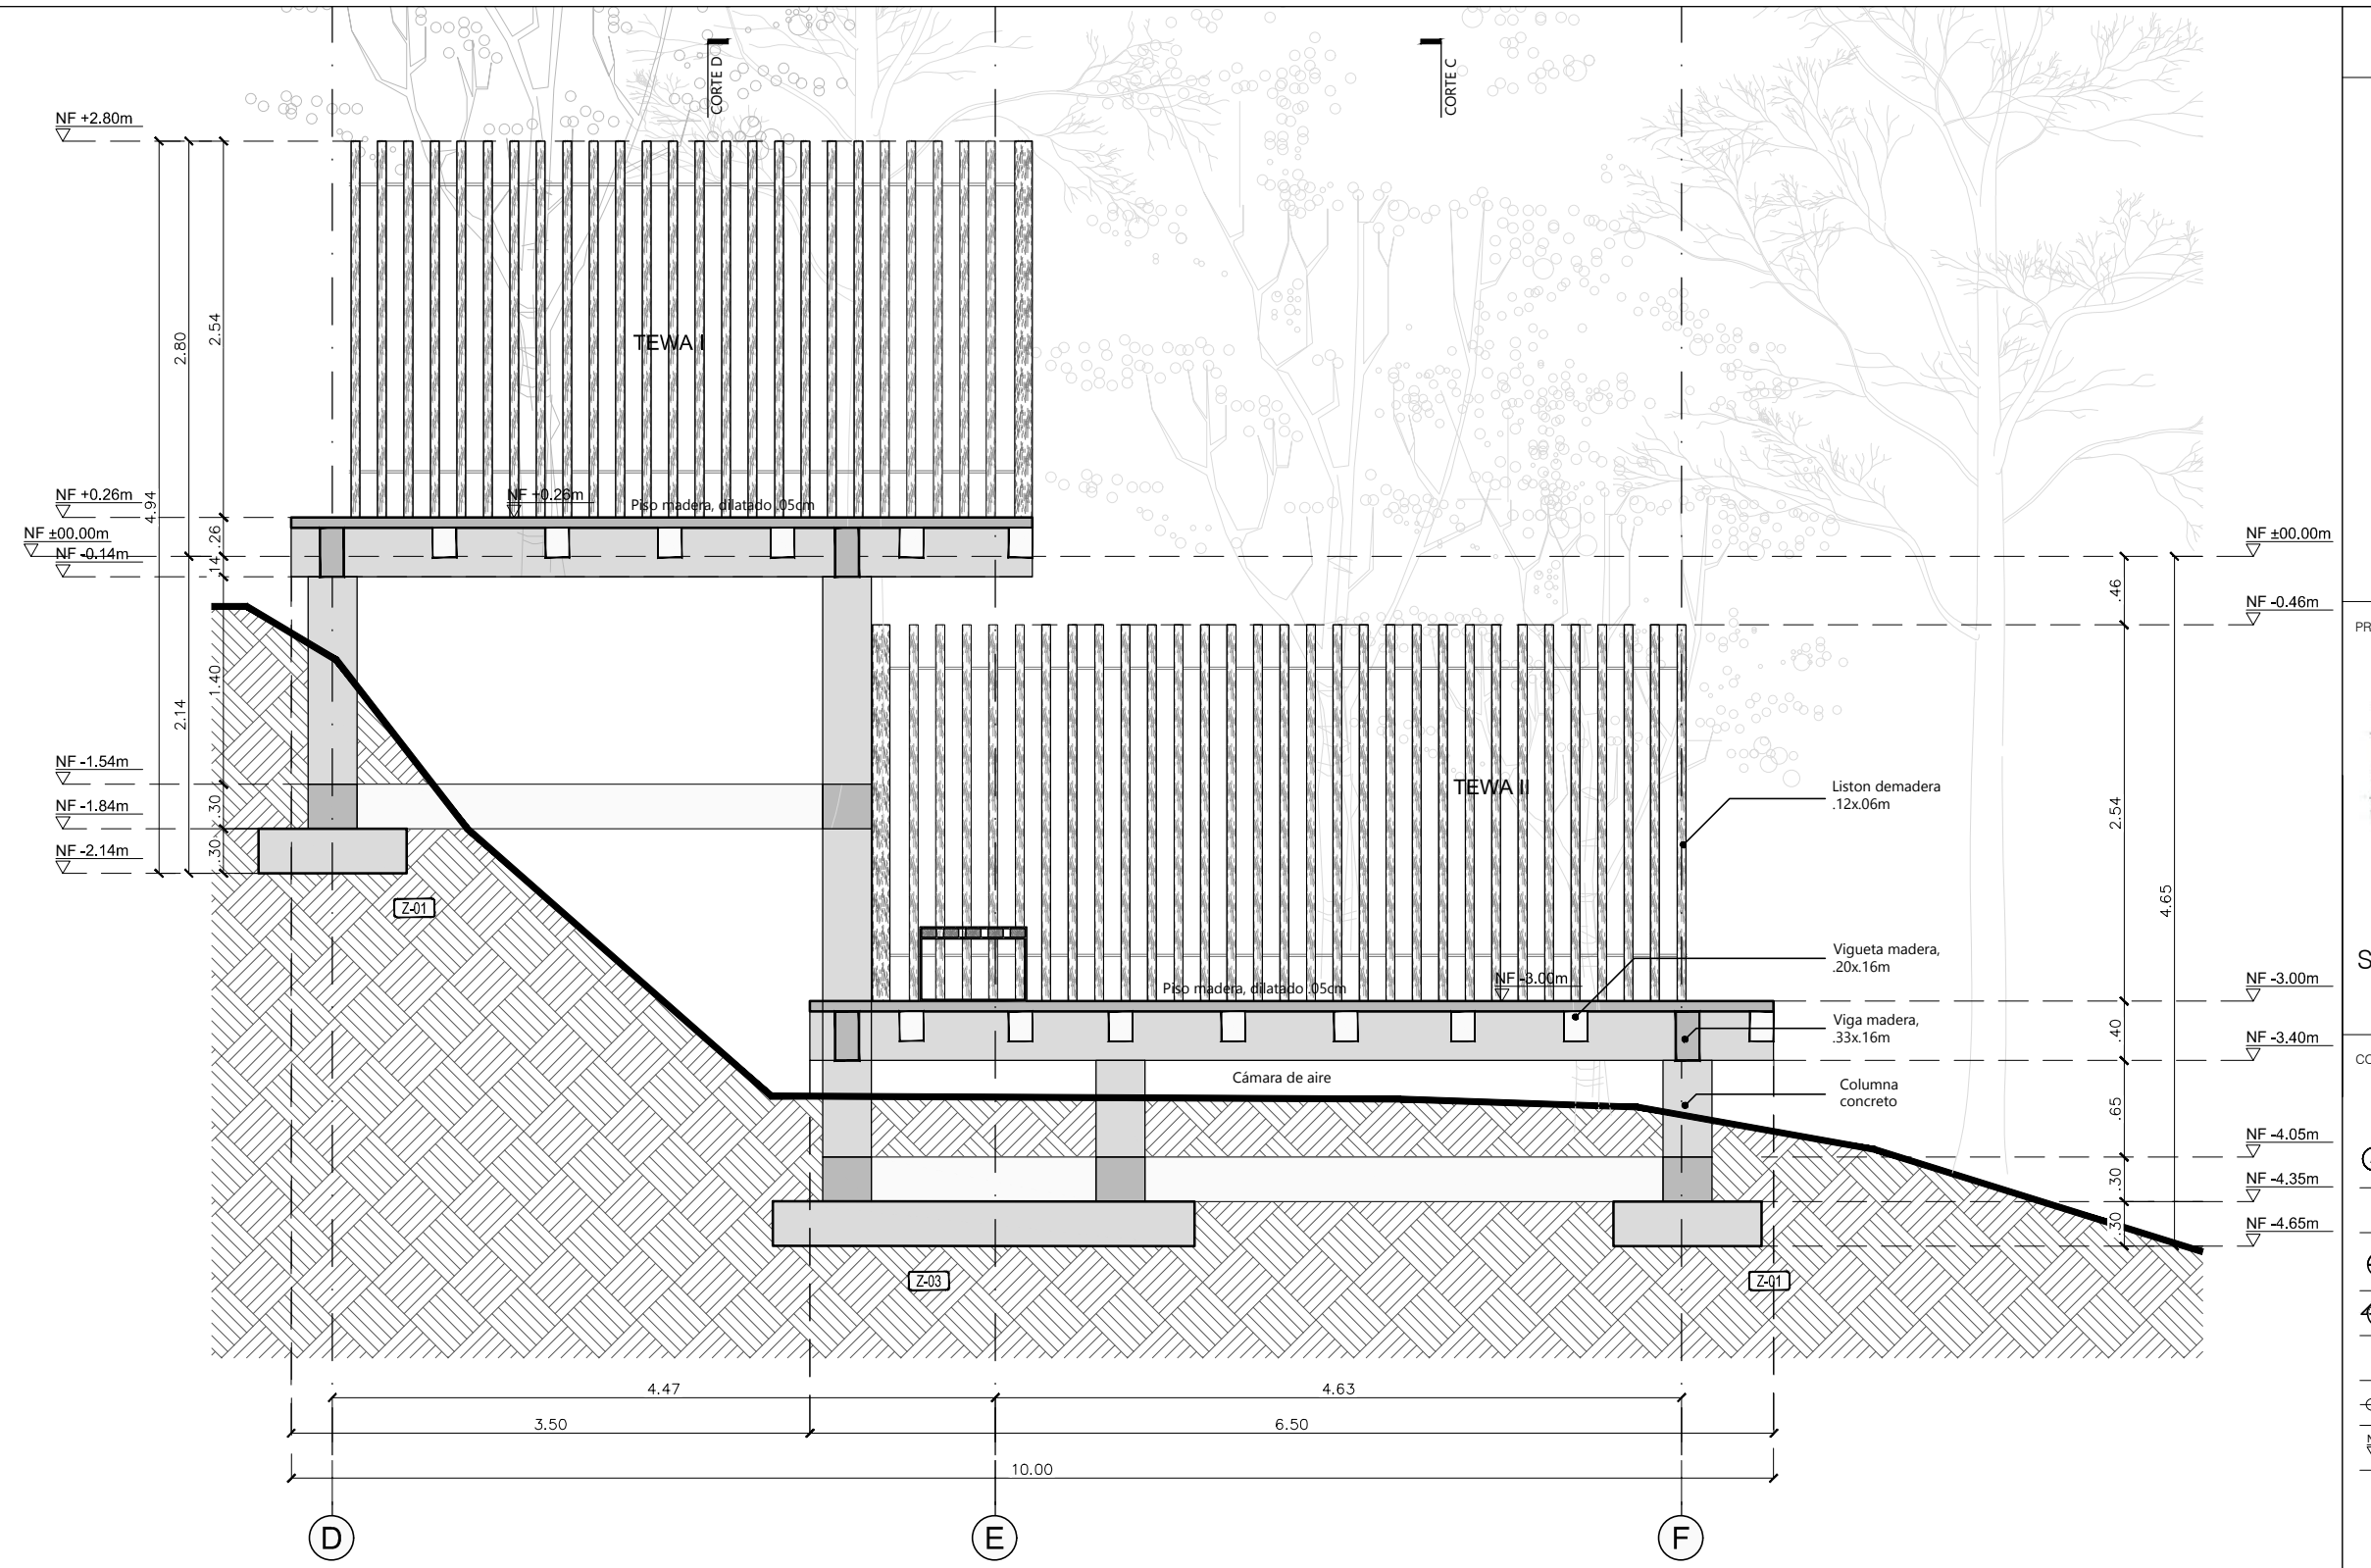 CORTE D
CORTE C
NF +2.80m
2.54
2.80
4.94
TEWA I
NF +0.26m
NF +0.26m
Piso madera, dilatado .05cm
.26
NF ±00.00m
NF -0.14m
.14
NF ±00.00m
.46
NF -0.46m
PR
1.40
2.14
NF -1.54m
.30
NF -1.84m
.30
NF -2.14m
Z-01
TEWA II
Liston demadera
.12x.06m
2.54
4.65
Vigueta madera,
.20x.16m
S
NF -3.00m
Piso madera, dilatado .05cm
NF -3.00m
Viga madera,
.33x.16m
.40
NF -3.40m
CO
Cámara de aire
Columna
concreto
.65
NF -4.05m
.30
NF -4.35m
.30
NF -4.65m
Z-03
Z-01
4.47
4.63
3.50
6.50
10.00
D
E
F